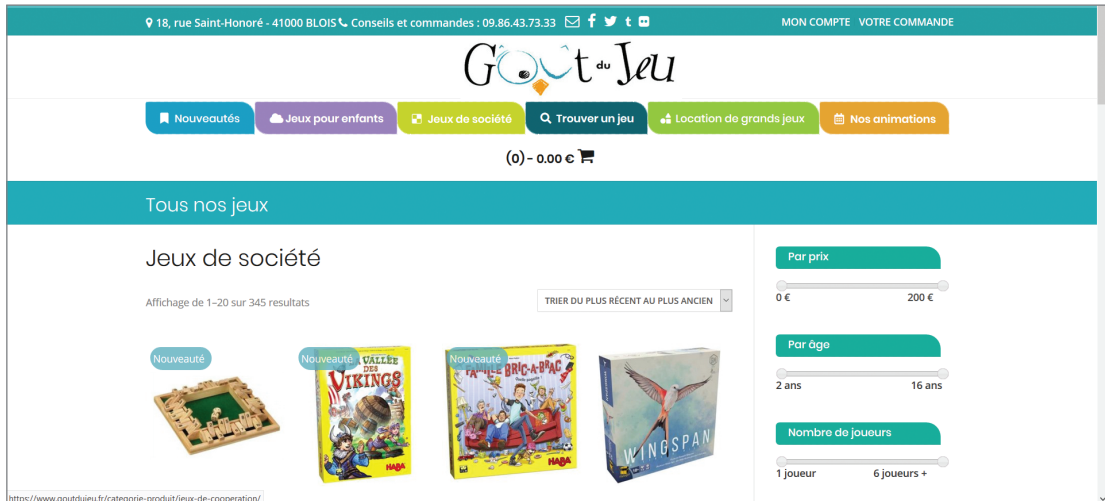 18, rue Saint-Honoré - 41000 BLOIS Conseils et commandes : 09.86.43.73.33 t MON COMPTE VOTRE COMMANDE
Goût du Jeu
Nouveautés Jeux pour enfants Jeux de société Trouver un jeu Location de grands jeux Nos animations
(0) - 0.00 €
Tous nos jeux
Jeux de société
Affichage de 1–20 sur 345 resultats
TRIER DU PLUS RÉCENT AU PLUS ANCIEN
Par prix
0 € 200 €
Par âge
2 ans 16 ans
Nombre de joueurs
1 joueur 6 joueurs +
Nouveauté
Nouveauté
VALLÉE
DES
VIKINGS
HABA
Nouveauté
FAMILLE BRIC-A-BRAC
HABA
WINGSPAN
https://www.goutdujeu.fr/categorie-produit/jeux-de-cooperation/